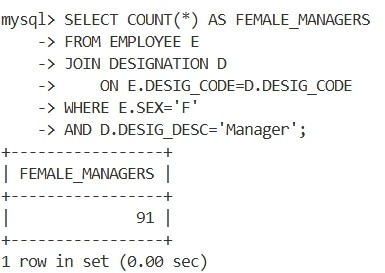 mysql> SELECT COUNT(*) AS FEMALE_MANAGERS
    -> FROM EMPLOYEE E
    -> JOIN DESIGNATION D
    ->     ON E.DESIG_CODE=D.DESIG_CODE
    -> WHERE E.SEX='F'
    -> AND D.DESIG_DESC='Manager';
+-----------------+
| FEMALE_MANAGERS |
+-----------------+
|              91 |
+-----------------+
1 row in set (0.00 sec)